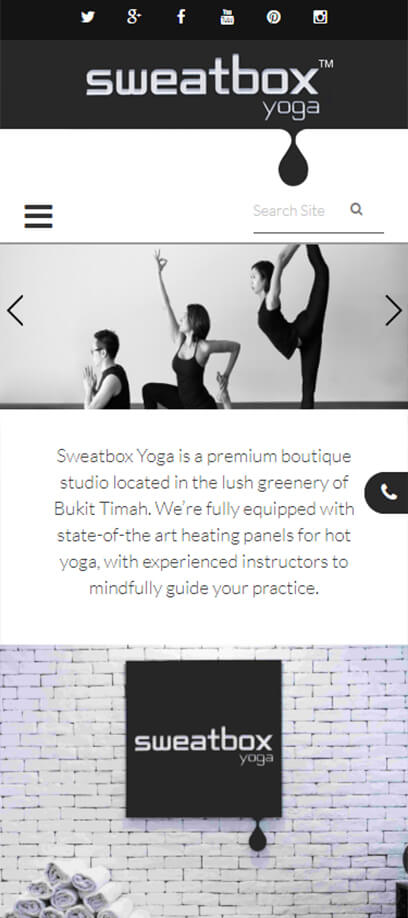 You Tube
sweatbox™
yoga
Search Site
Sweatbox Yoga is a premium boutique
studio located in the lush greenery of
Bukit Timah. We’re fully equipped with
state-of-the art heating panels for hot
yoga, with experienced instructors to
mindfully guide your practice.
sweatbox
yoga